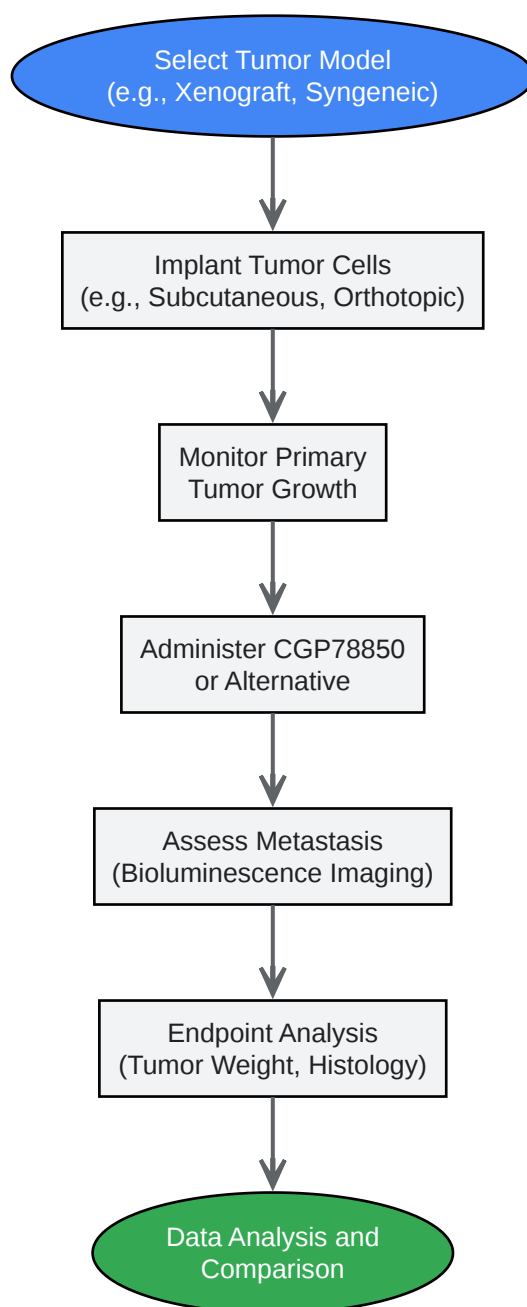 Select Tumor Model
(e.g., Xenograft, Syngeneic)
Implant Tumor Cells
(e.g., Subcutaneous, Orthotopic)
Monitor Primary
Tumor Growth
Administer CGP78850
or Alternative
Assess Metastasis
(Bioluminescence Imaging)
Endpoint Analysis
(Tumor Weight, Histology)
Data Analysis and
Comparison